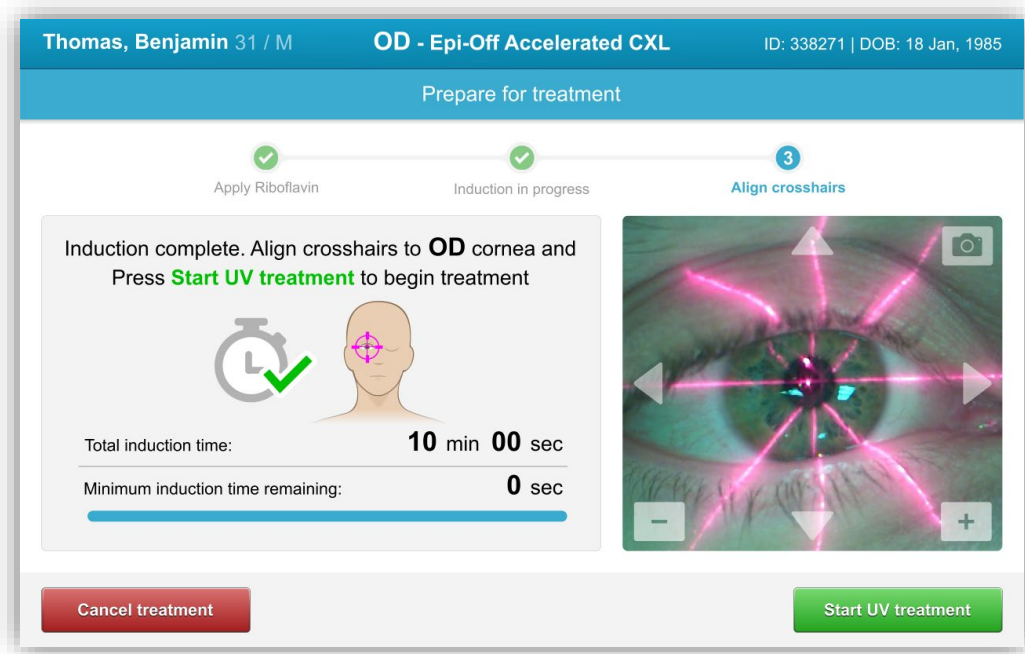 Thomas, Benjamin 31 / M OD - Epi-Off Accelerated CXL ID: 338271 | DOB: 18 Jan, 1985
Prepare for treatment
3
Apply Riboflavin Induction in progress Align crosshairs
Induction complete. Align crosshairs to OD cornea and
Press Start UV treatment to begin treatment
Total induction time: 10 min 00 sec
Minimum induction time remaining: 0 sec
Cancel treatment Start UV treatment